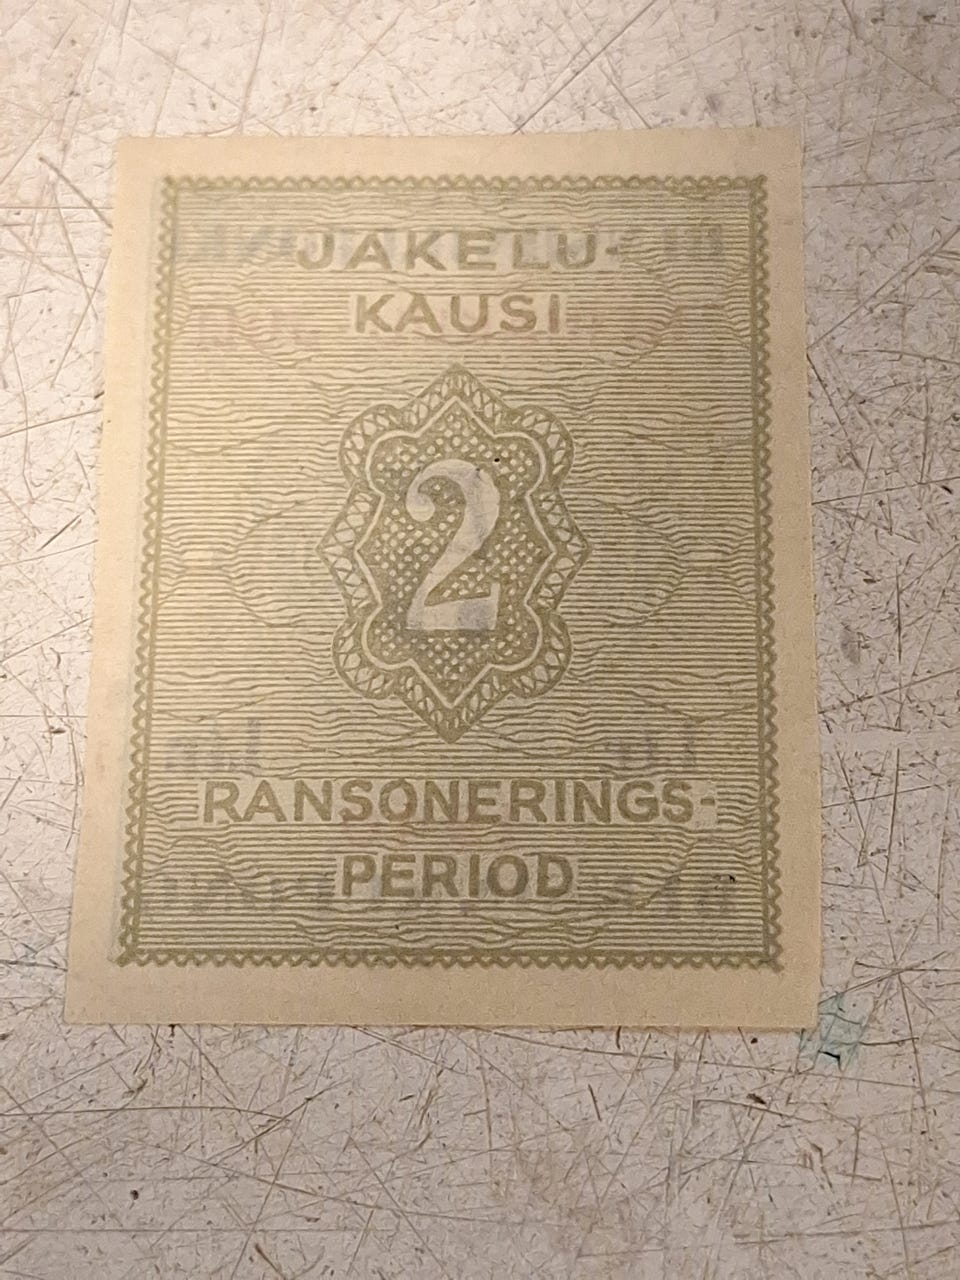 JAKELU-
KAUSI
2
RANSONERINGS-
PERIOD